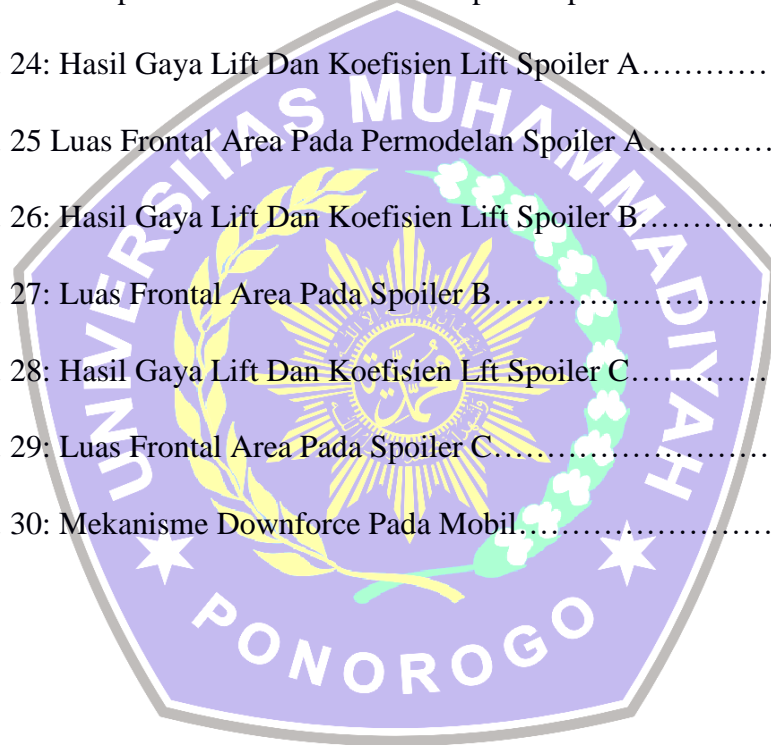 24: Hasil Gaya Lift Dan Koefisien Lift Spoiler A…………
25 Luas Frontal Area Pada Permodelan Spoiler A…………
26: Hasil Gaya Lift Dan Koefisien Lift Spoiler B…………
27: Luas Frontal Area Pada Spoiler B……………………
28: Hasil Gaya Lift Dan Koefisien Lft Spoiler C…………
29: Luas Frontal Area Pada Spoiler C……………………
30: Mekanisme Downforce Pada Mobil…………………
UNIVERSITAS MUHAMMADIYAH
PONOROGO